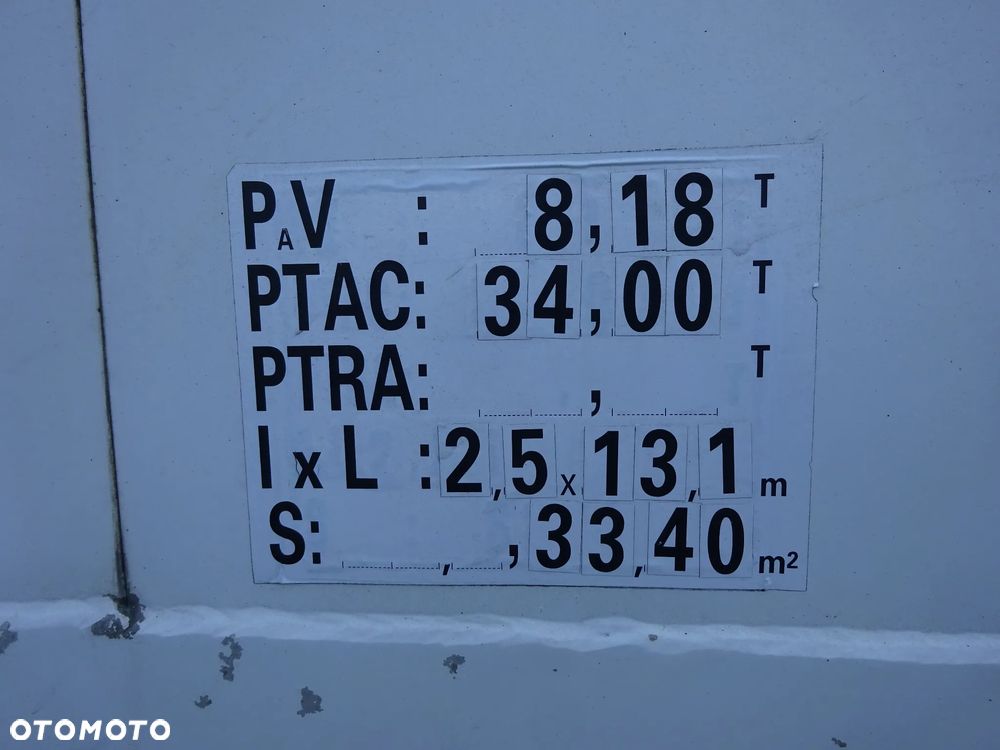 PAV : 8,18 T
PTAC: 34,00 T
PTRA: , T
l x L : 2,5 x 13,1 m
S: , , 33,40 m²
OTOMOTO